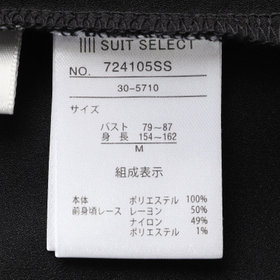 SUIT SELECT
NO. 724105SS
30-5710
サイズ
バスト 79~87
身長 154~162
M
組成表示
本体 ポリエステル 100%
前身頃レース レーヨン 50%
ナイロン 49%
ポリエステル 1%